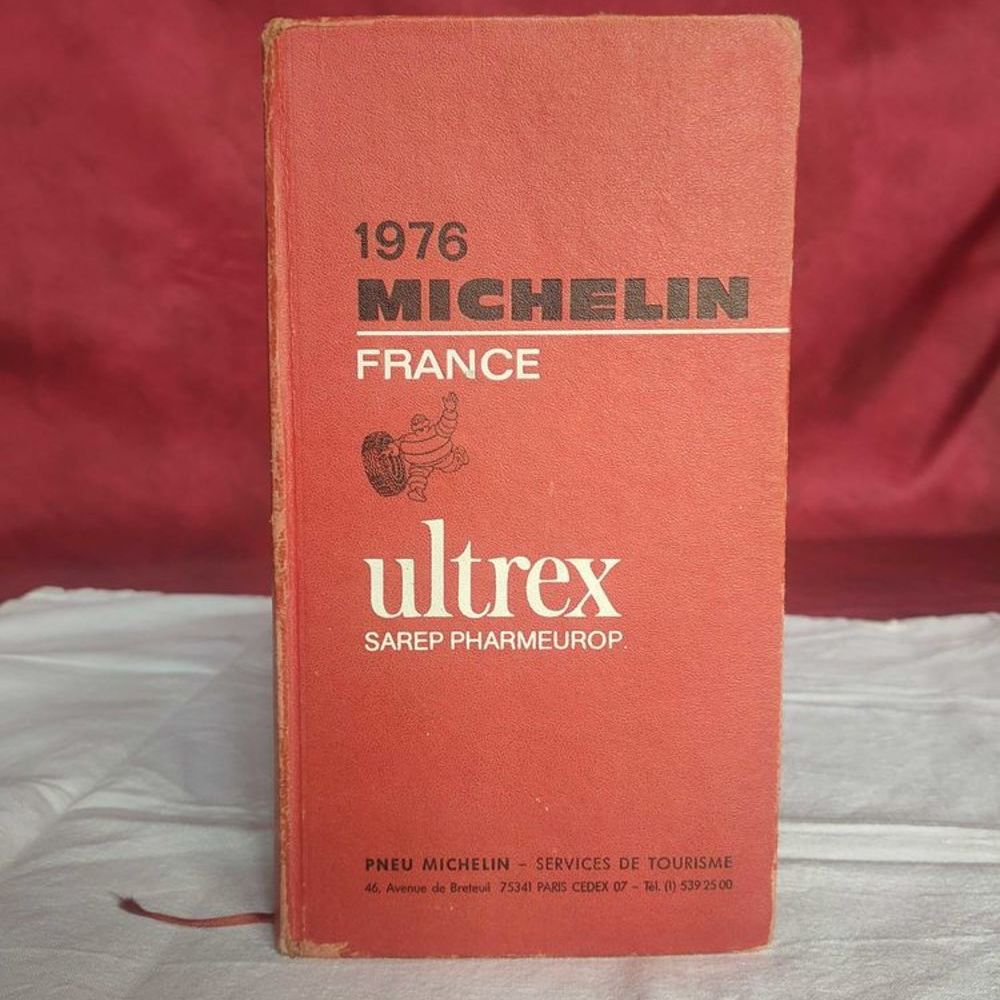 1976
MICHELIN
FRANCE
ultrex
SAREP PHARMEUROP.
PNEU MICHELIN – SERVICES DE TOURISME
46, Avenue de Breteuil 75341 PARIS CEDEX 07 – Tél. (1) 539 25 00